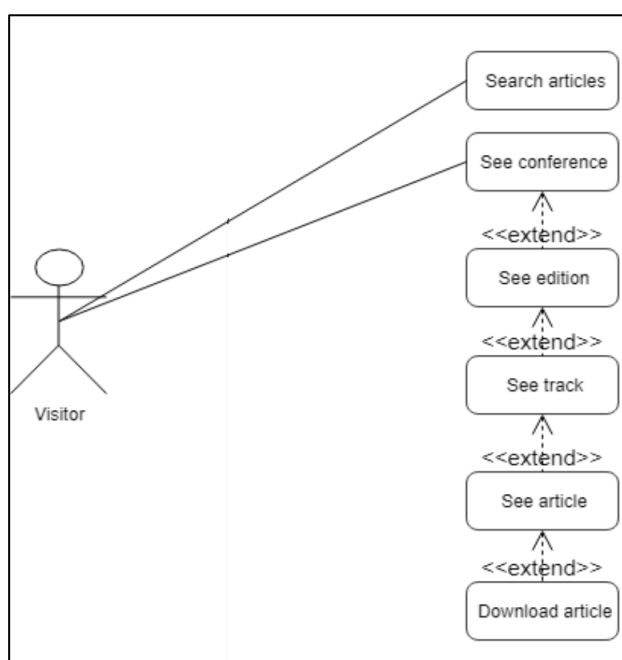 Search articles
See conference
<<extend>>
See edition
<<extend>>
See track
<<extend>>
See article
<<extend>>
Download article
Visitor